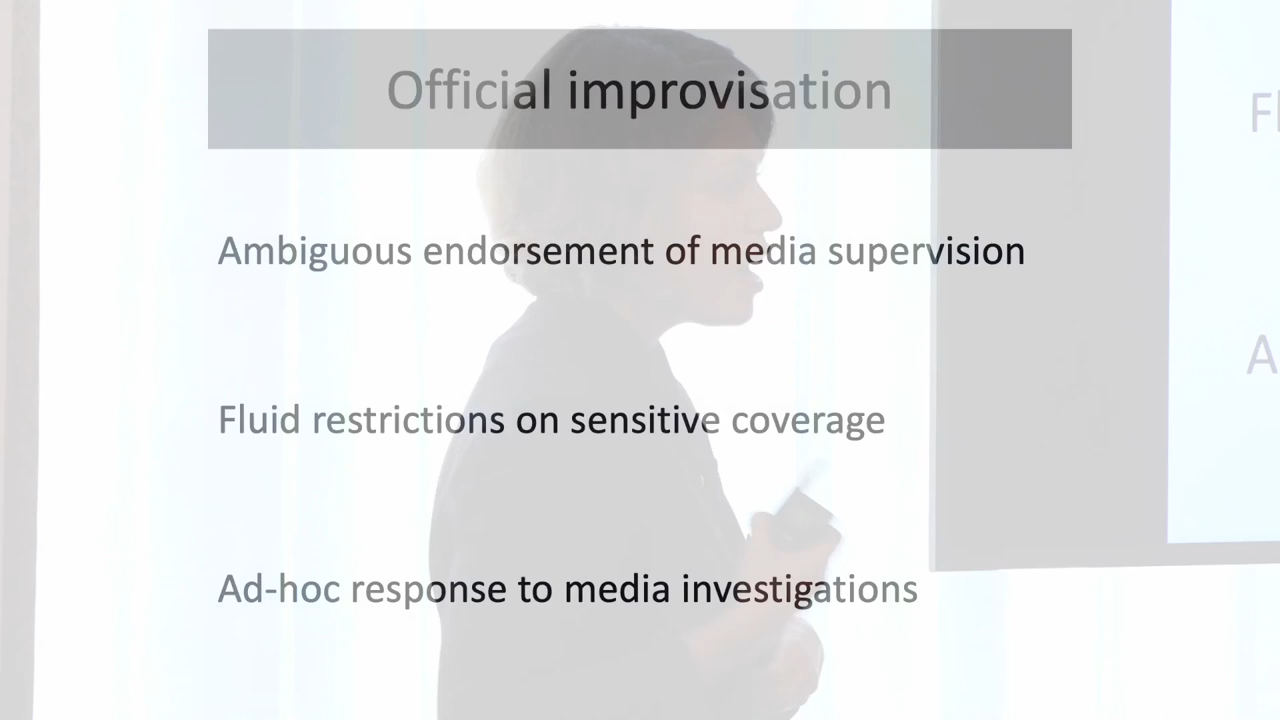 Official improvisation
Ambiguous endorsement of media supervision
Fluid restrictions on sensitive coverage
Ad-hoc response to media investigations